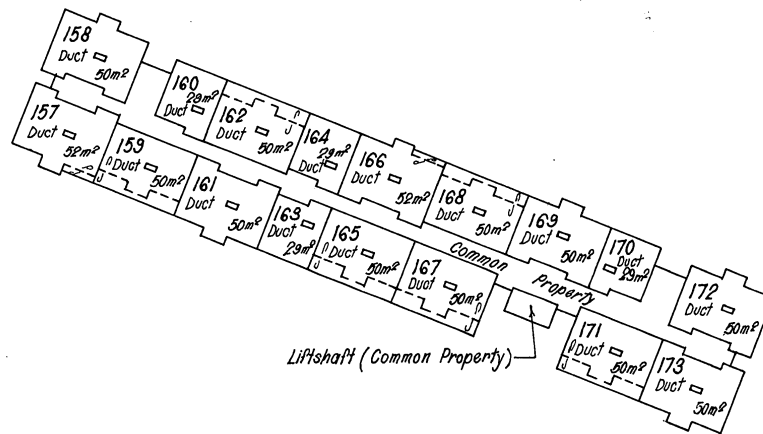 158
Duct
50m²
160
28m²
Duct
162
Duct
50m²
164
29m²
Duct
166
Duct
52m²
168
Duct
50m²
169
Duct
50m²
170
Duct
29m²
172
Duct
50m²
157
Duct
52m²
159
Duct
50m²
161
Duct
50m²
163
Duct
29m²
165
Duct
50m²
167
Duct
50m²
Common Property
Liftshaft (Common Property)
171
Duct
50m²
173
Duct
50m²